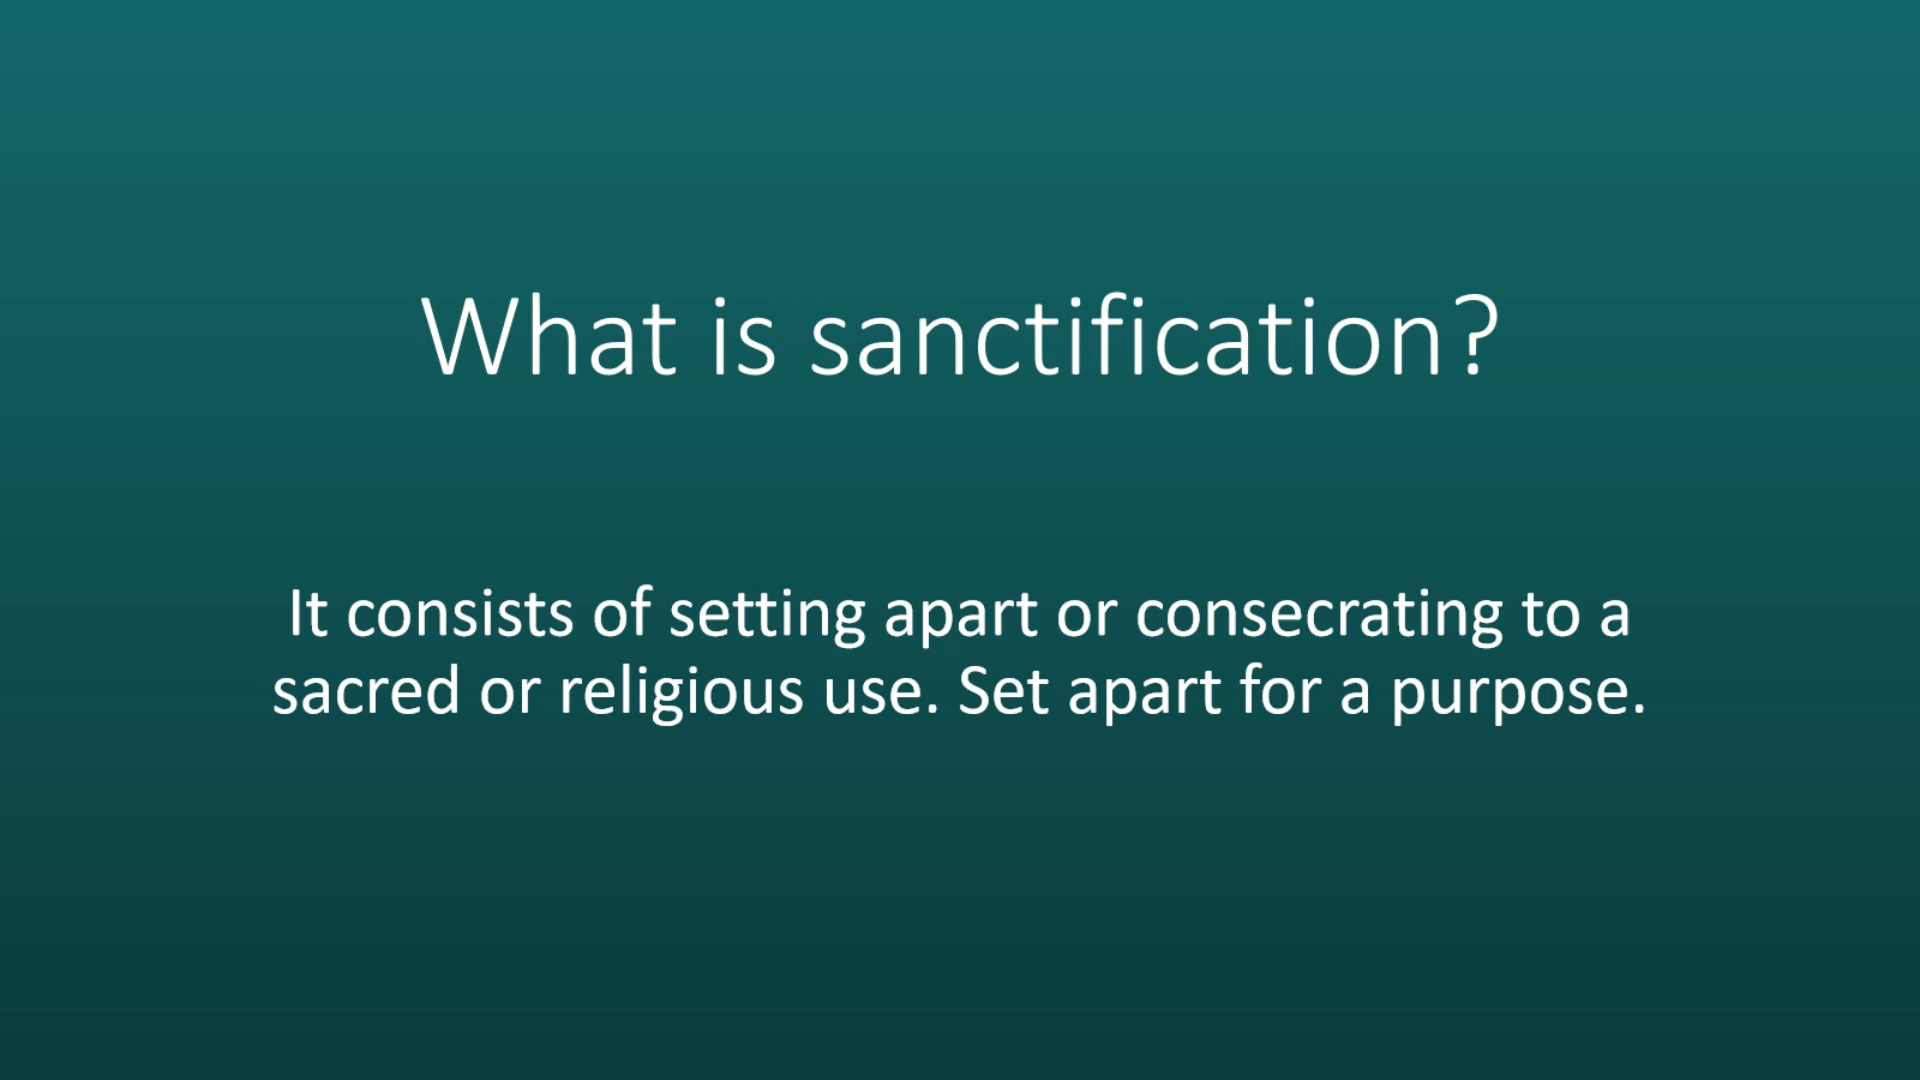 What is sanctification?
It consists of setting apart or consecrating to a
sacred or religious use. Set apart for a purpose.